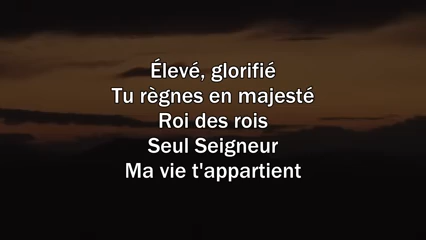 Élevé, glorifié
Tu règnes en majesté
Roi des rois
Seul Seigneur
Ma vie t'appartient